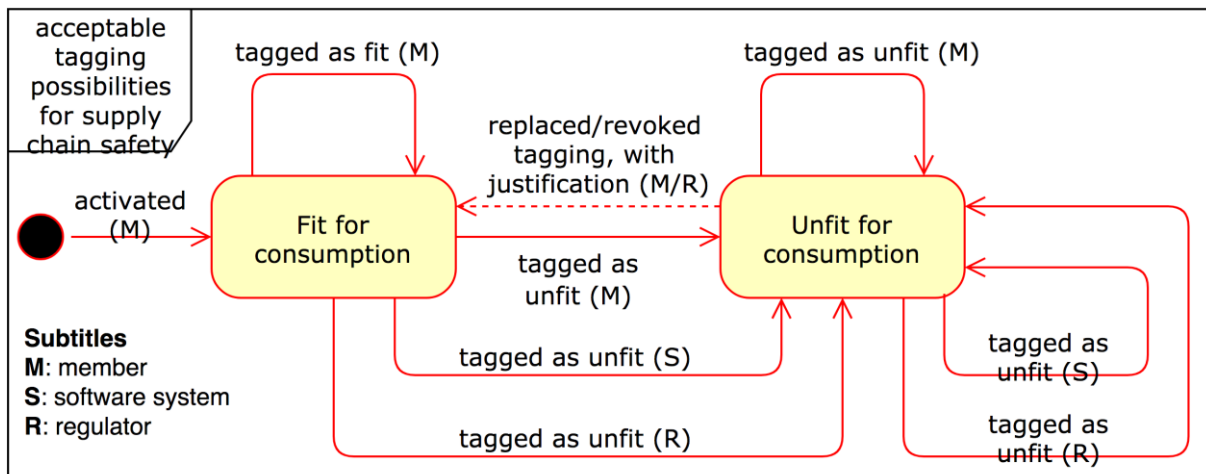 acceptable
tagging
possibilities
for supply
chain safety
tagged as fit (M)
tagged as unfit (M)
replaced/revoked
tagging, with
justification (M/R)
activated
(M)
Fit for
consumption
Unfit for
consumption
tagged as
unfit (M)
Subtitles
M: member
S: software system
R: regulator
tagged as unfit (S)
tagged as
unfit (S)
tagged as unfit (R)
tagged as
unfit (R)